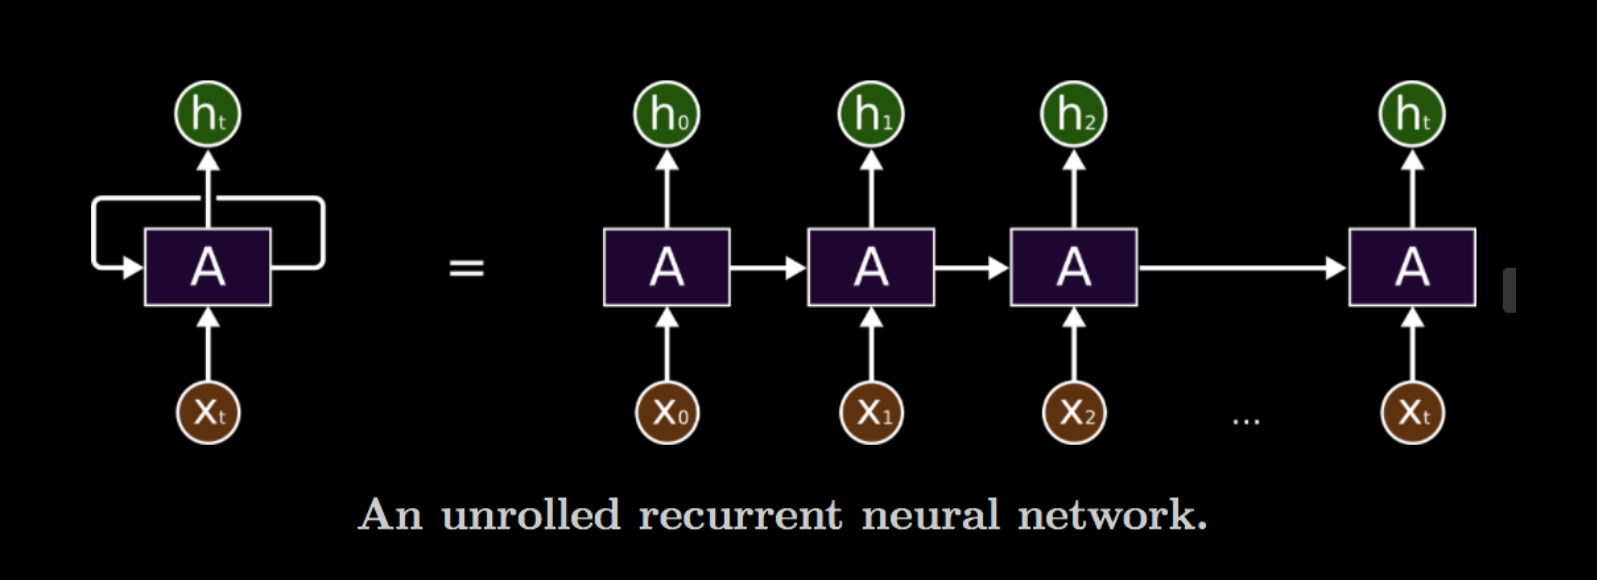 ht h0 h1 h2 ht
A = A A A A
xt x0 x1 x2 ... xt
An unrolled recurrent neural network.